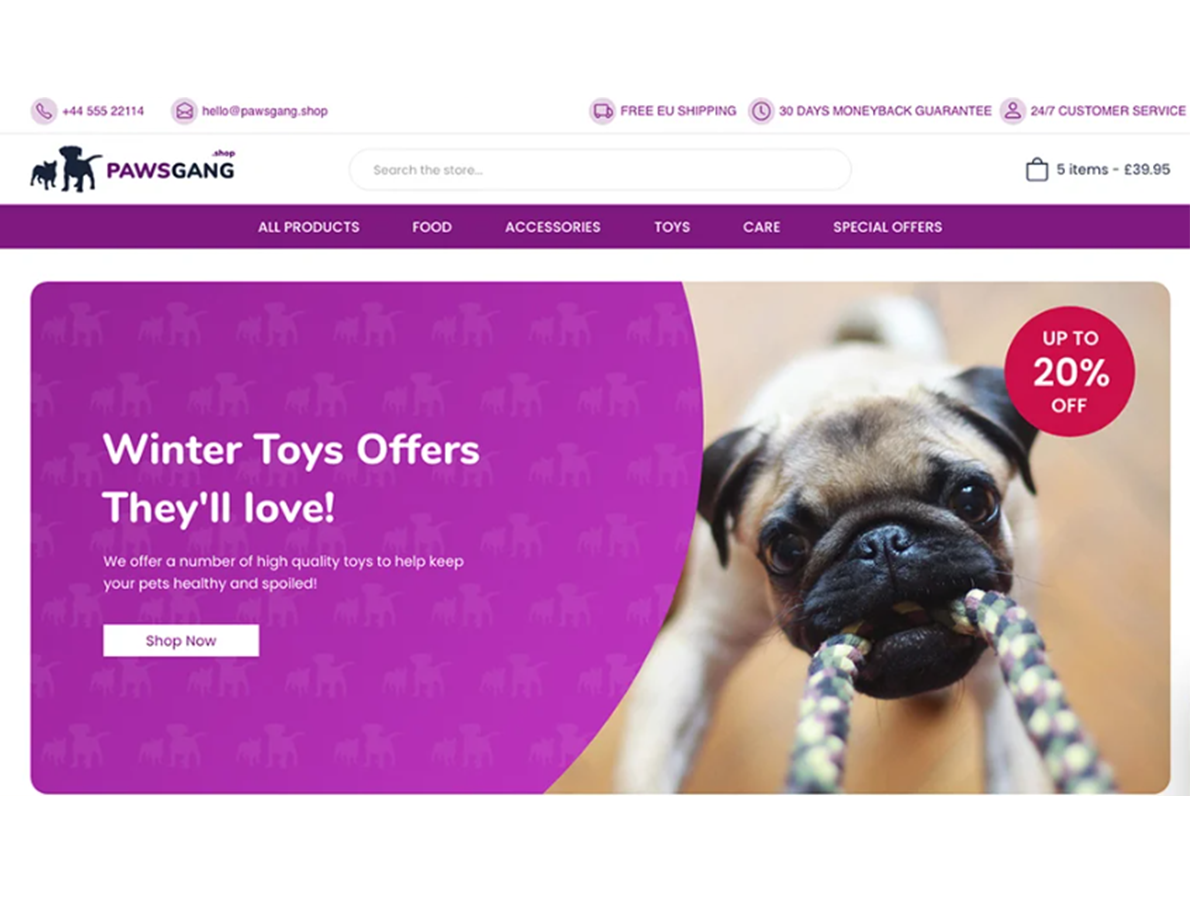 +44 555 22114
hello@pawsgang.shop
FREE EU SHIPPING
30 DAYS MONEYBACK GUARANTEE
24/7 CUSTOMER SERVICE
.shop
PAWSGANG
Search the store...
5 items - £39.95
ALL PRODUCTS
FOOD
ACCESSORIES
TOYS
CARE
SPECIAL OFFERS
Winter Toys Offers
They'll love!
We offer a number of high quality toys to help keep
your pets healthy and spoiled!
Shop Now
UP TO
20%
OFF